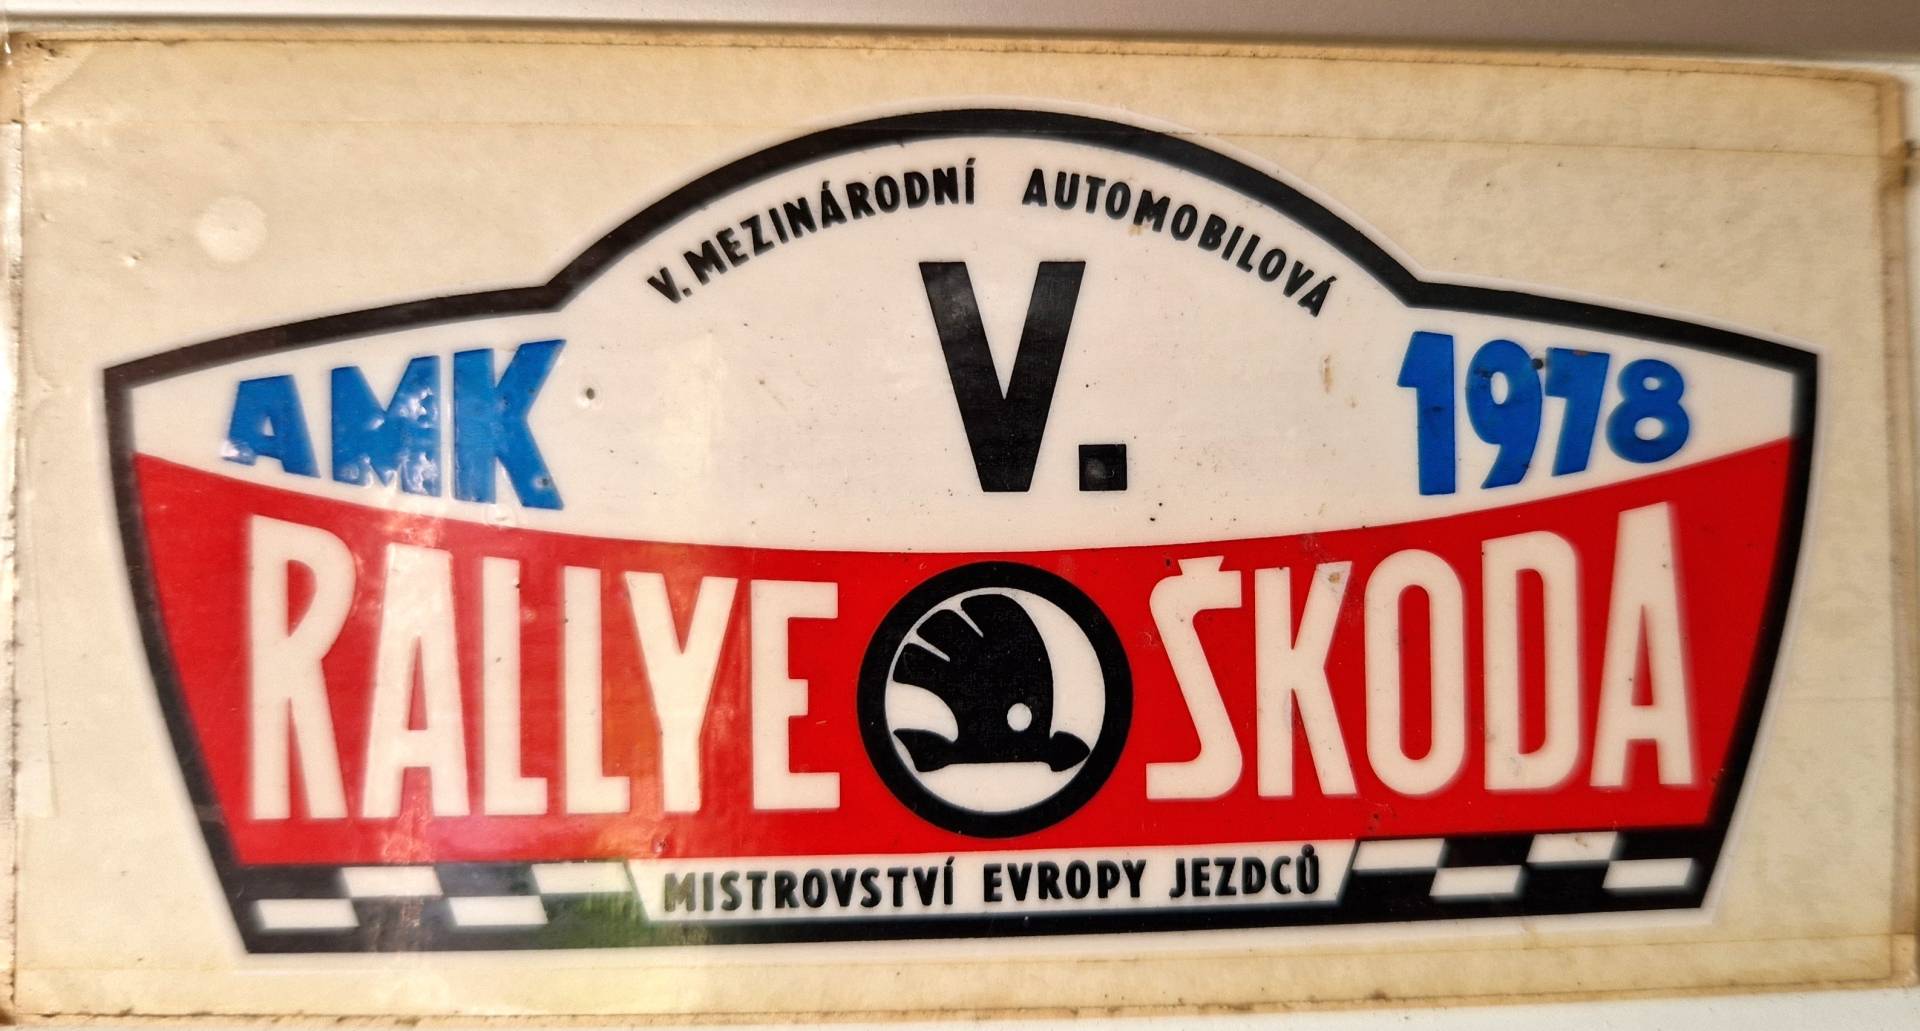 V. MEZINÁRODNÍ AUTOMOBILOVÁ
V.
AMK 1978
RALLYE ŠKODA
MISTROVSTVÍ EVROPY JEZDCŮ